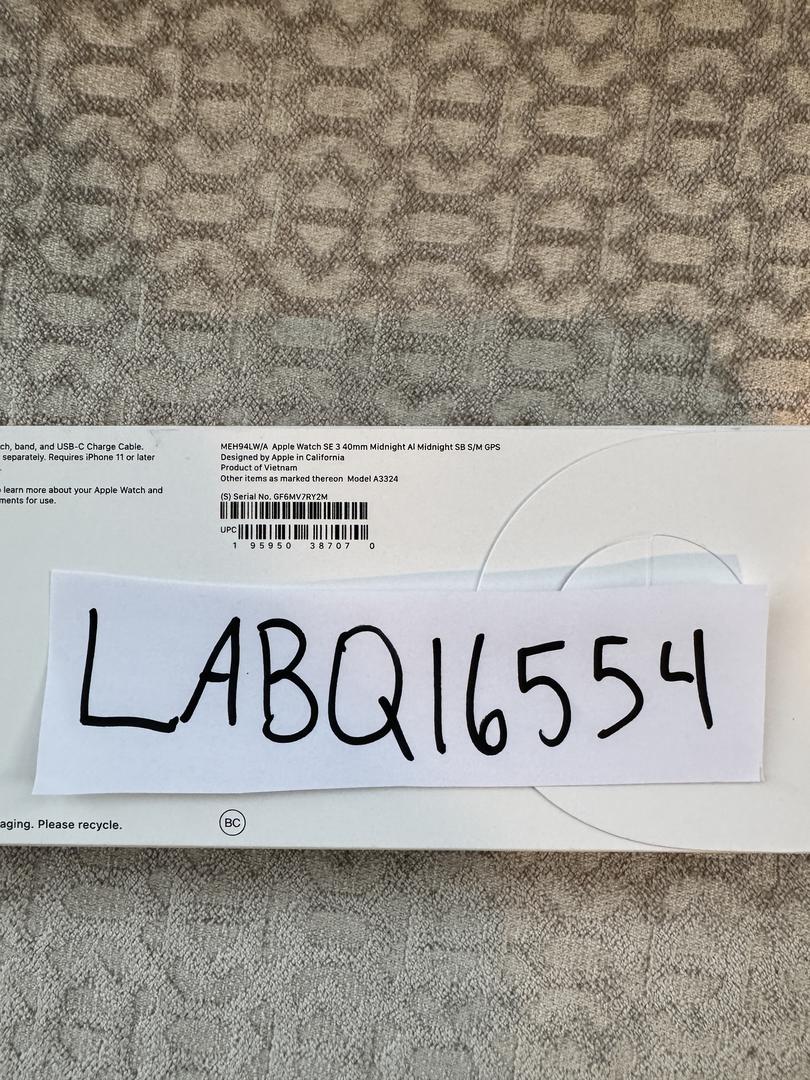 ch, band, and USB-C Charge Cable.
separately. Requires iPhone 11 or later
learn more about your Apple Watch and
ments for use.
MEH94LW/A Apple Watch SE 3 40mm Midnight Al Midnight SB S/M GPS
Designed by Apple in California
Product of Vietnam
Other items as marked thereon Model A3324
(S) Serial No. GF6MV7RY2M
UPC
1 95950 38707 0
LABQ16554
aging. Please recycle.
BC